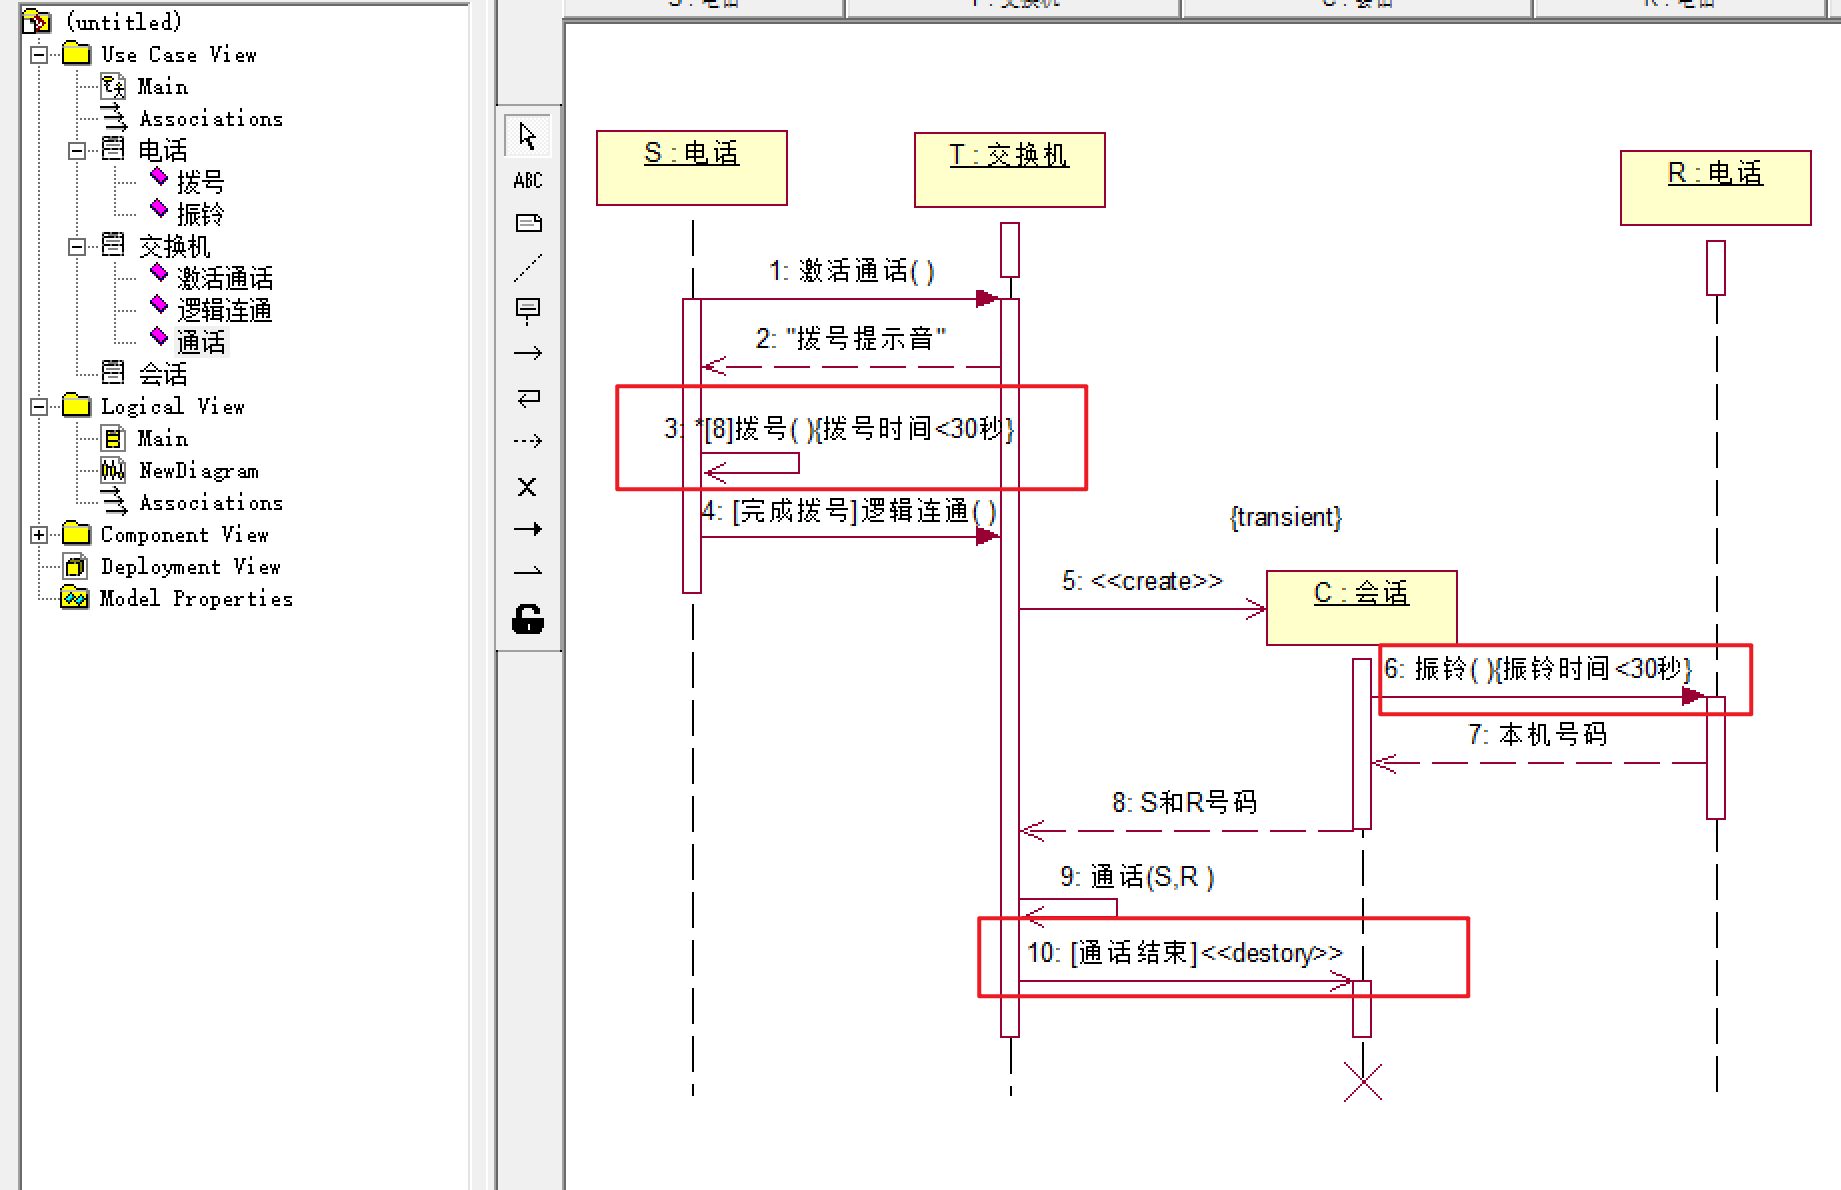 (untitled)
Use Case View
Main
Associations
电话
拨号
振铃
交换机
激活通话
逻辑连通
通话
会话
Logical View
Main
NewDiagram
Associations
Component View
Deployment View
Model Properties
ABC
S : 电话
T : 交换机
R : 电话
1: 激活通话( )
2: "拨号提示音"
3: *[8]拨号( ){拨号时间<30秒}
4: [完成拨号]逻辑连通( )
{transient}
5: <<create>>
C : 会话
6: 振铃( ){振铃时间<30秒}
7: 本机号码
8: S和R号码
9: 通话(S,R )
10: [通话结束]<<destory>>